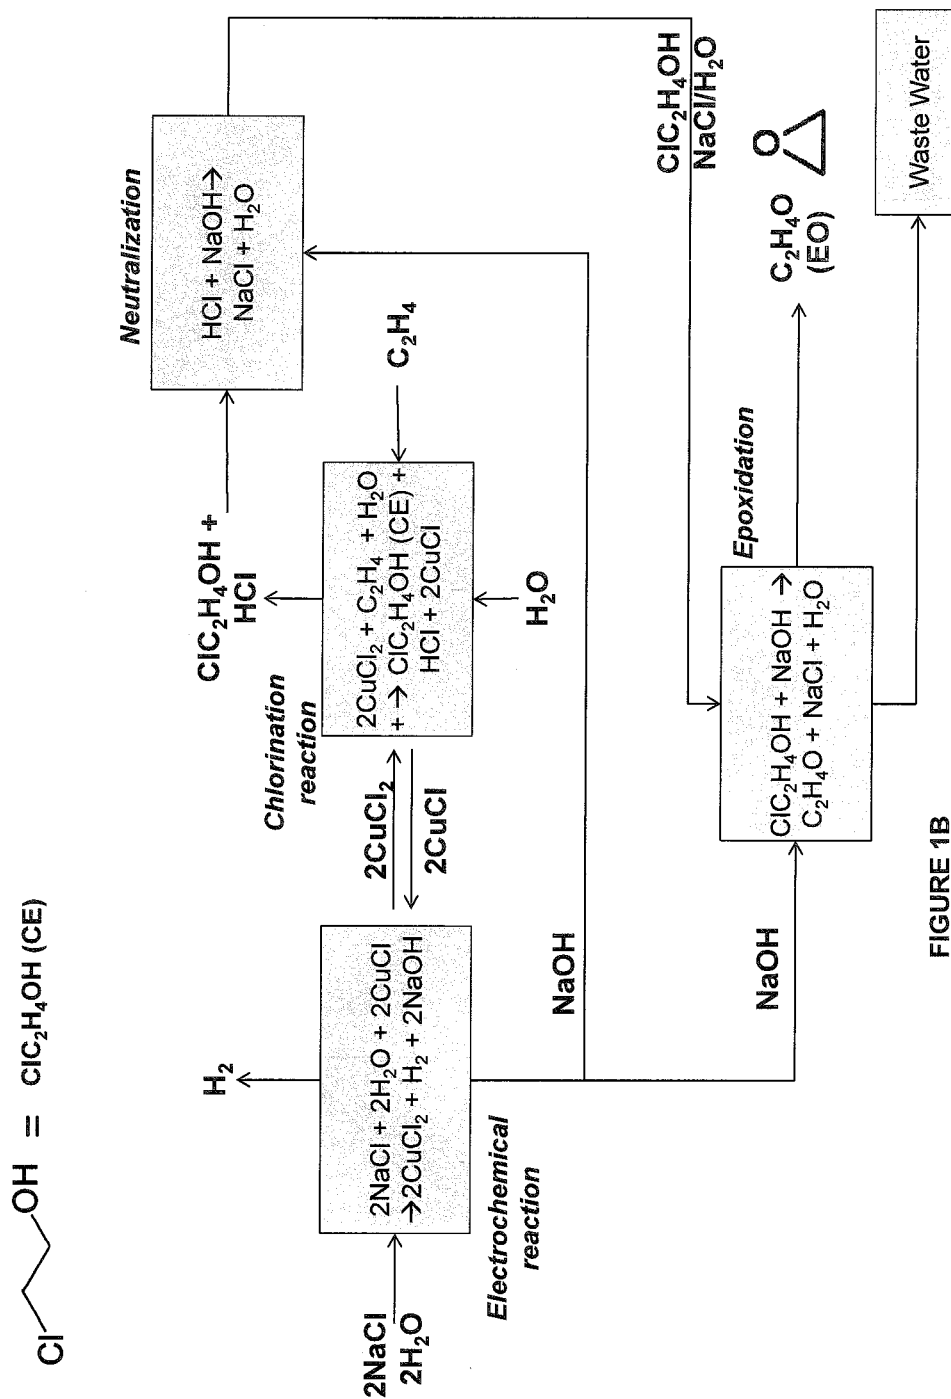 Cl
OH = ClC₂H₄OH (CE)
Neutralization
HCl + NaOH→
NaCl + H₂O
ClC₂H₄OH +
HCl
Chlorination
reaction
2CuCl₂ + C₂H₄ + H₂O
+ → ClC₂H₄OH (CE) +
HCl + 2CuCl
C₂H₄
H₂O
2CuCl₂
2CuCl
H₂
2NaCl + 2H₂O + 2CuCl
→2CuCl₂ + H₂ + 2NaOH
Electrochemical
reaction
2NaCl
2H₂O
NaOH
NaOH
ClC₂H₄OH
NaCl/H₂O
Epoxidation
ClC₂H₄OH + NaOH →
C₂H₄O + NaCl + H₂O
C₂H₄O
(EO)
O
Waste Water
FIGURE 1B